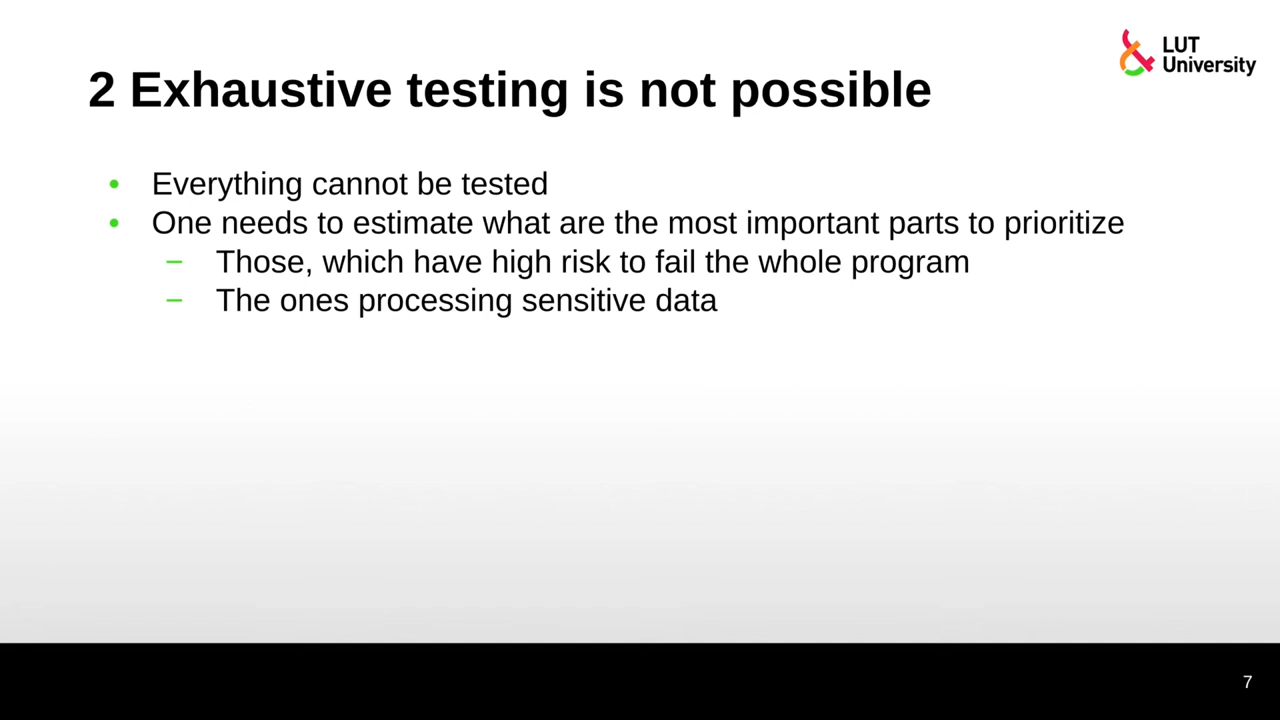 LUT
University
2 Exhaustive testing is not possible
• Everything cannot be tested
• One needs to estimate what are the most important parts to prioritize
– Those, which have high risk to fail the whole program
– The ones processing sensitive data
7